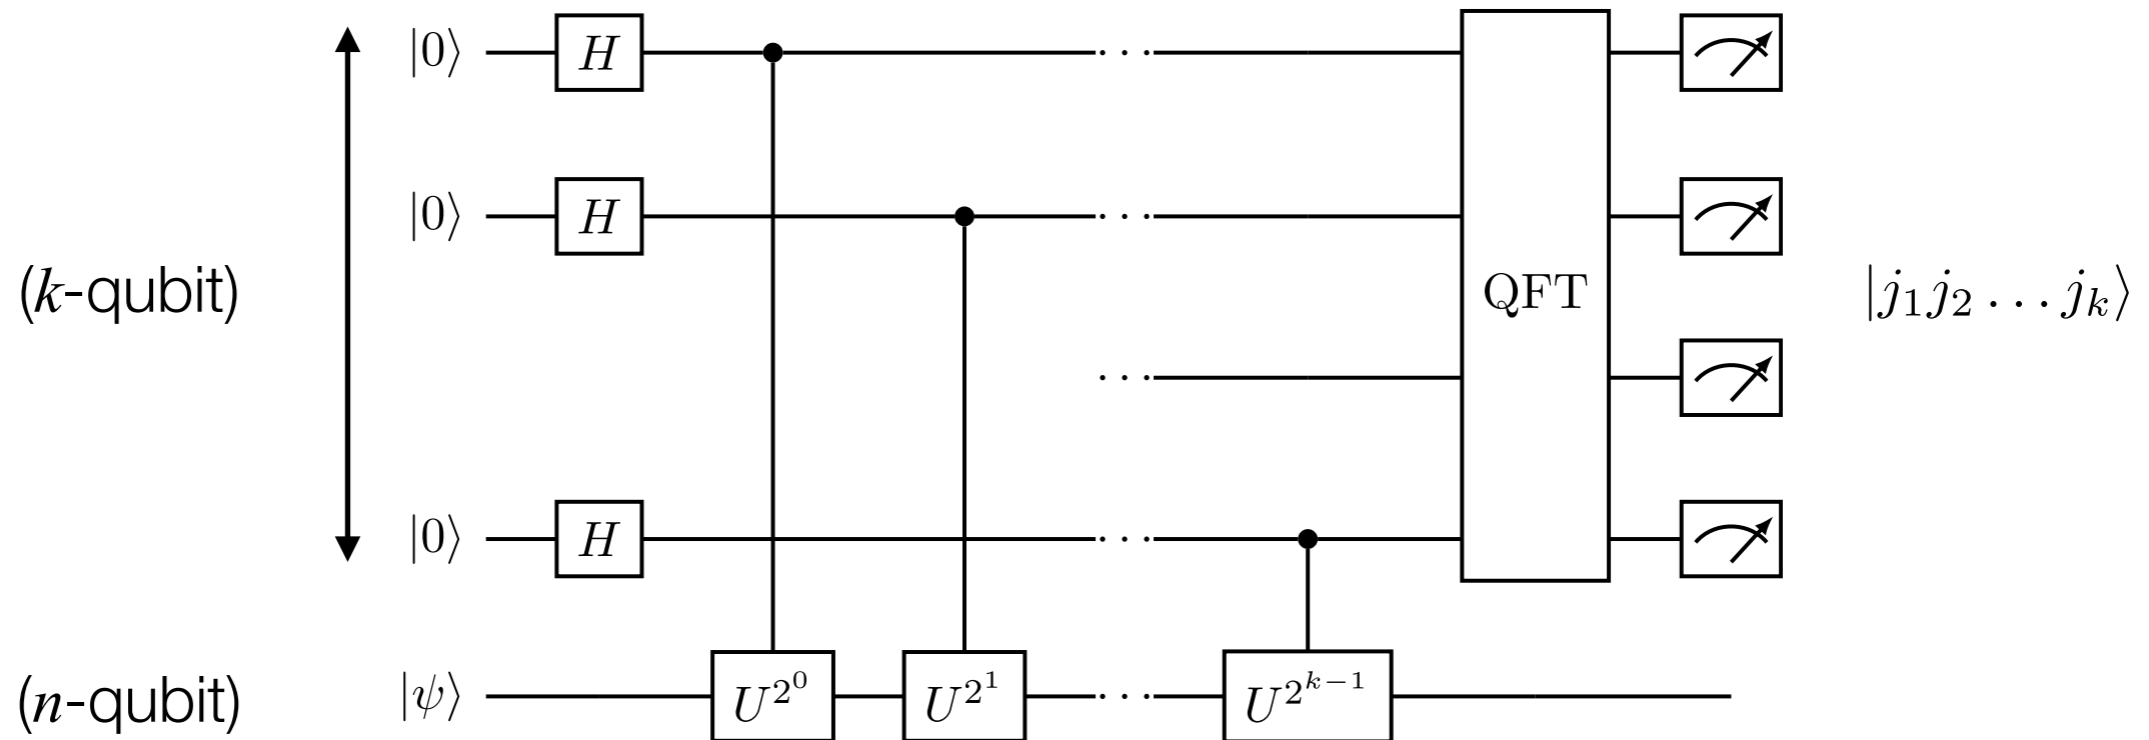 |0⟩ H ...
(k-qubit) |0⟩ H ... QFT |j₁j₂ ... jₖ⟩
...
|0⟩ H ...
(n-qubit) |ψ⟩ U^{2^0} U^{2^1} ... U^{2^{k−1}}